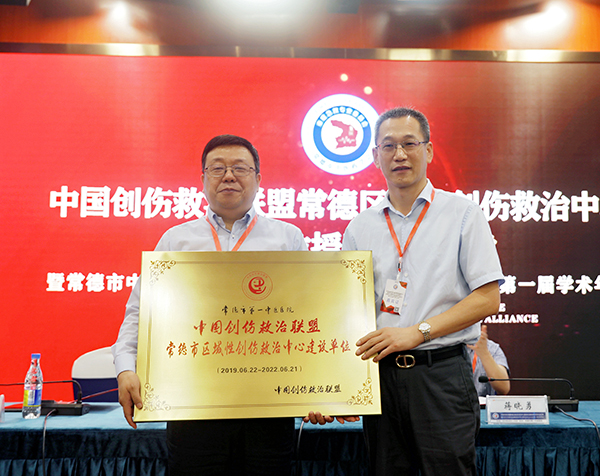 中国创伤救 联盟常德区 创伤救治中
授
暨常德市中 第一届学术年
E
ALLIANCE
常德市第一中医医院
中国创伤救治联盟
常德市区域性创伤救治中心建设单位
(2019.06.22-2022.06.21)
中国创伤救治联盟
蒋晓勇